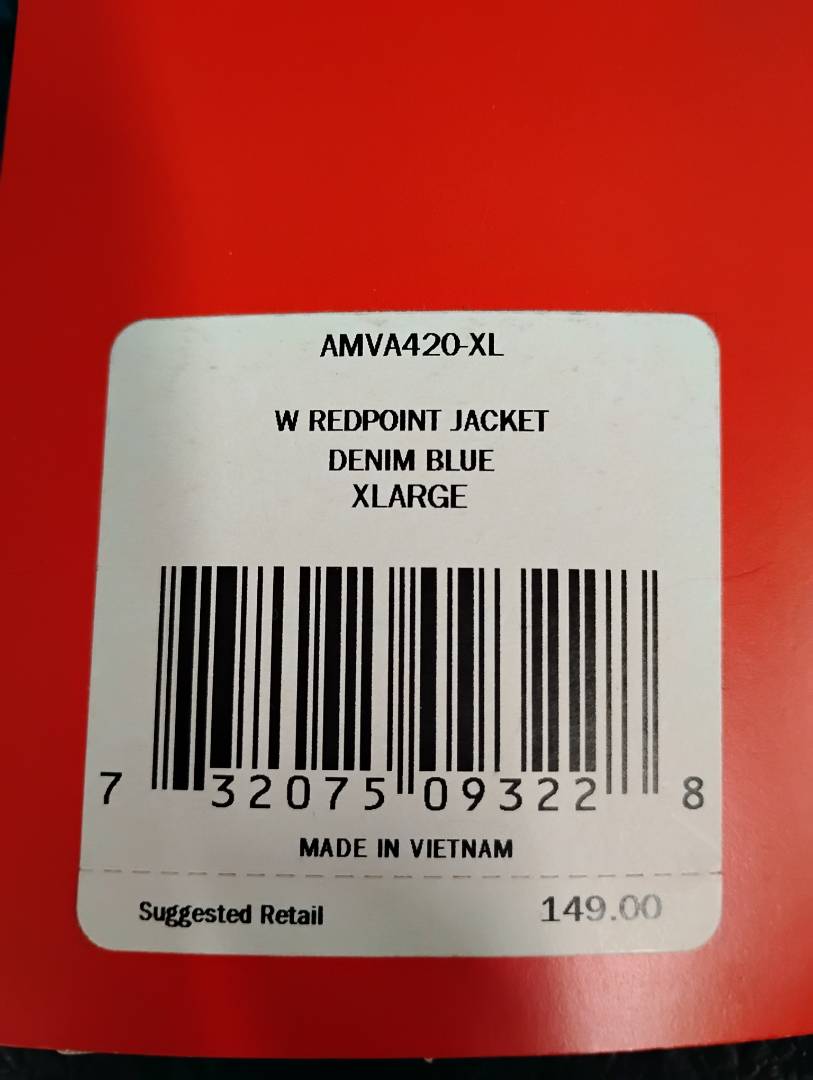 AMVA420-XL
W REDPOINT JACKET
DENIM BLUE
XLARGE
7 32075 09322 8
MADE IN VIETNAM
Suggested Retail 149.00